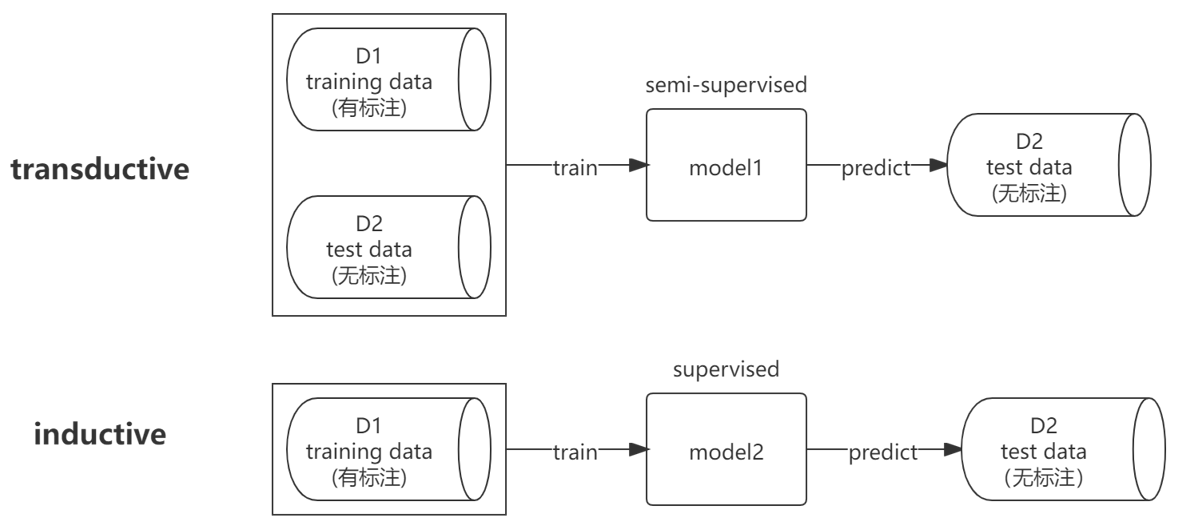 transductive
D1
training data
(有标注)
D2
test data
(无标注)
train
semi-supervised
model1
predict
D2
test data
(无标注)
inductive
D1
training data
(有标注)
train
supervised
model2
predict
D2
test data
(无标注)